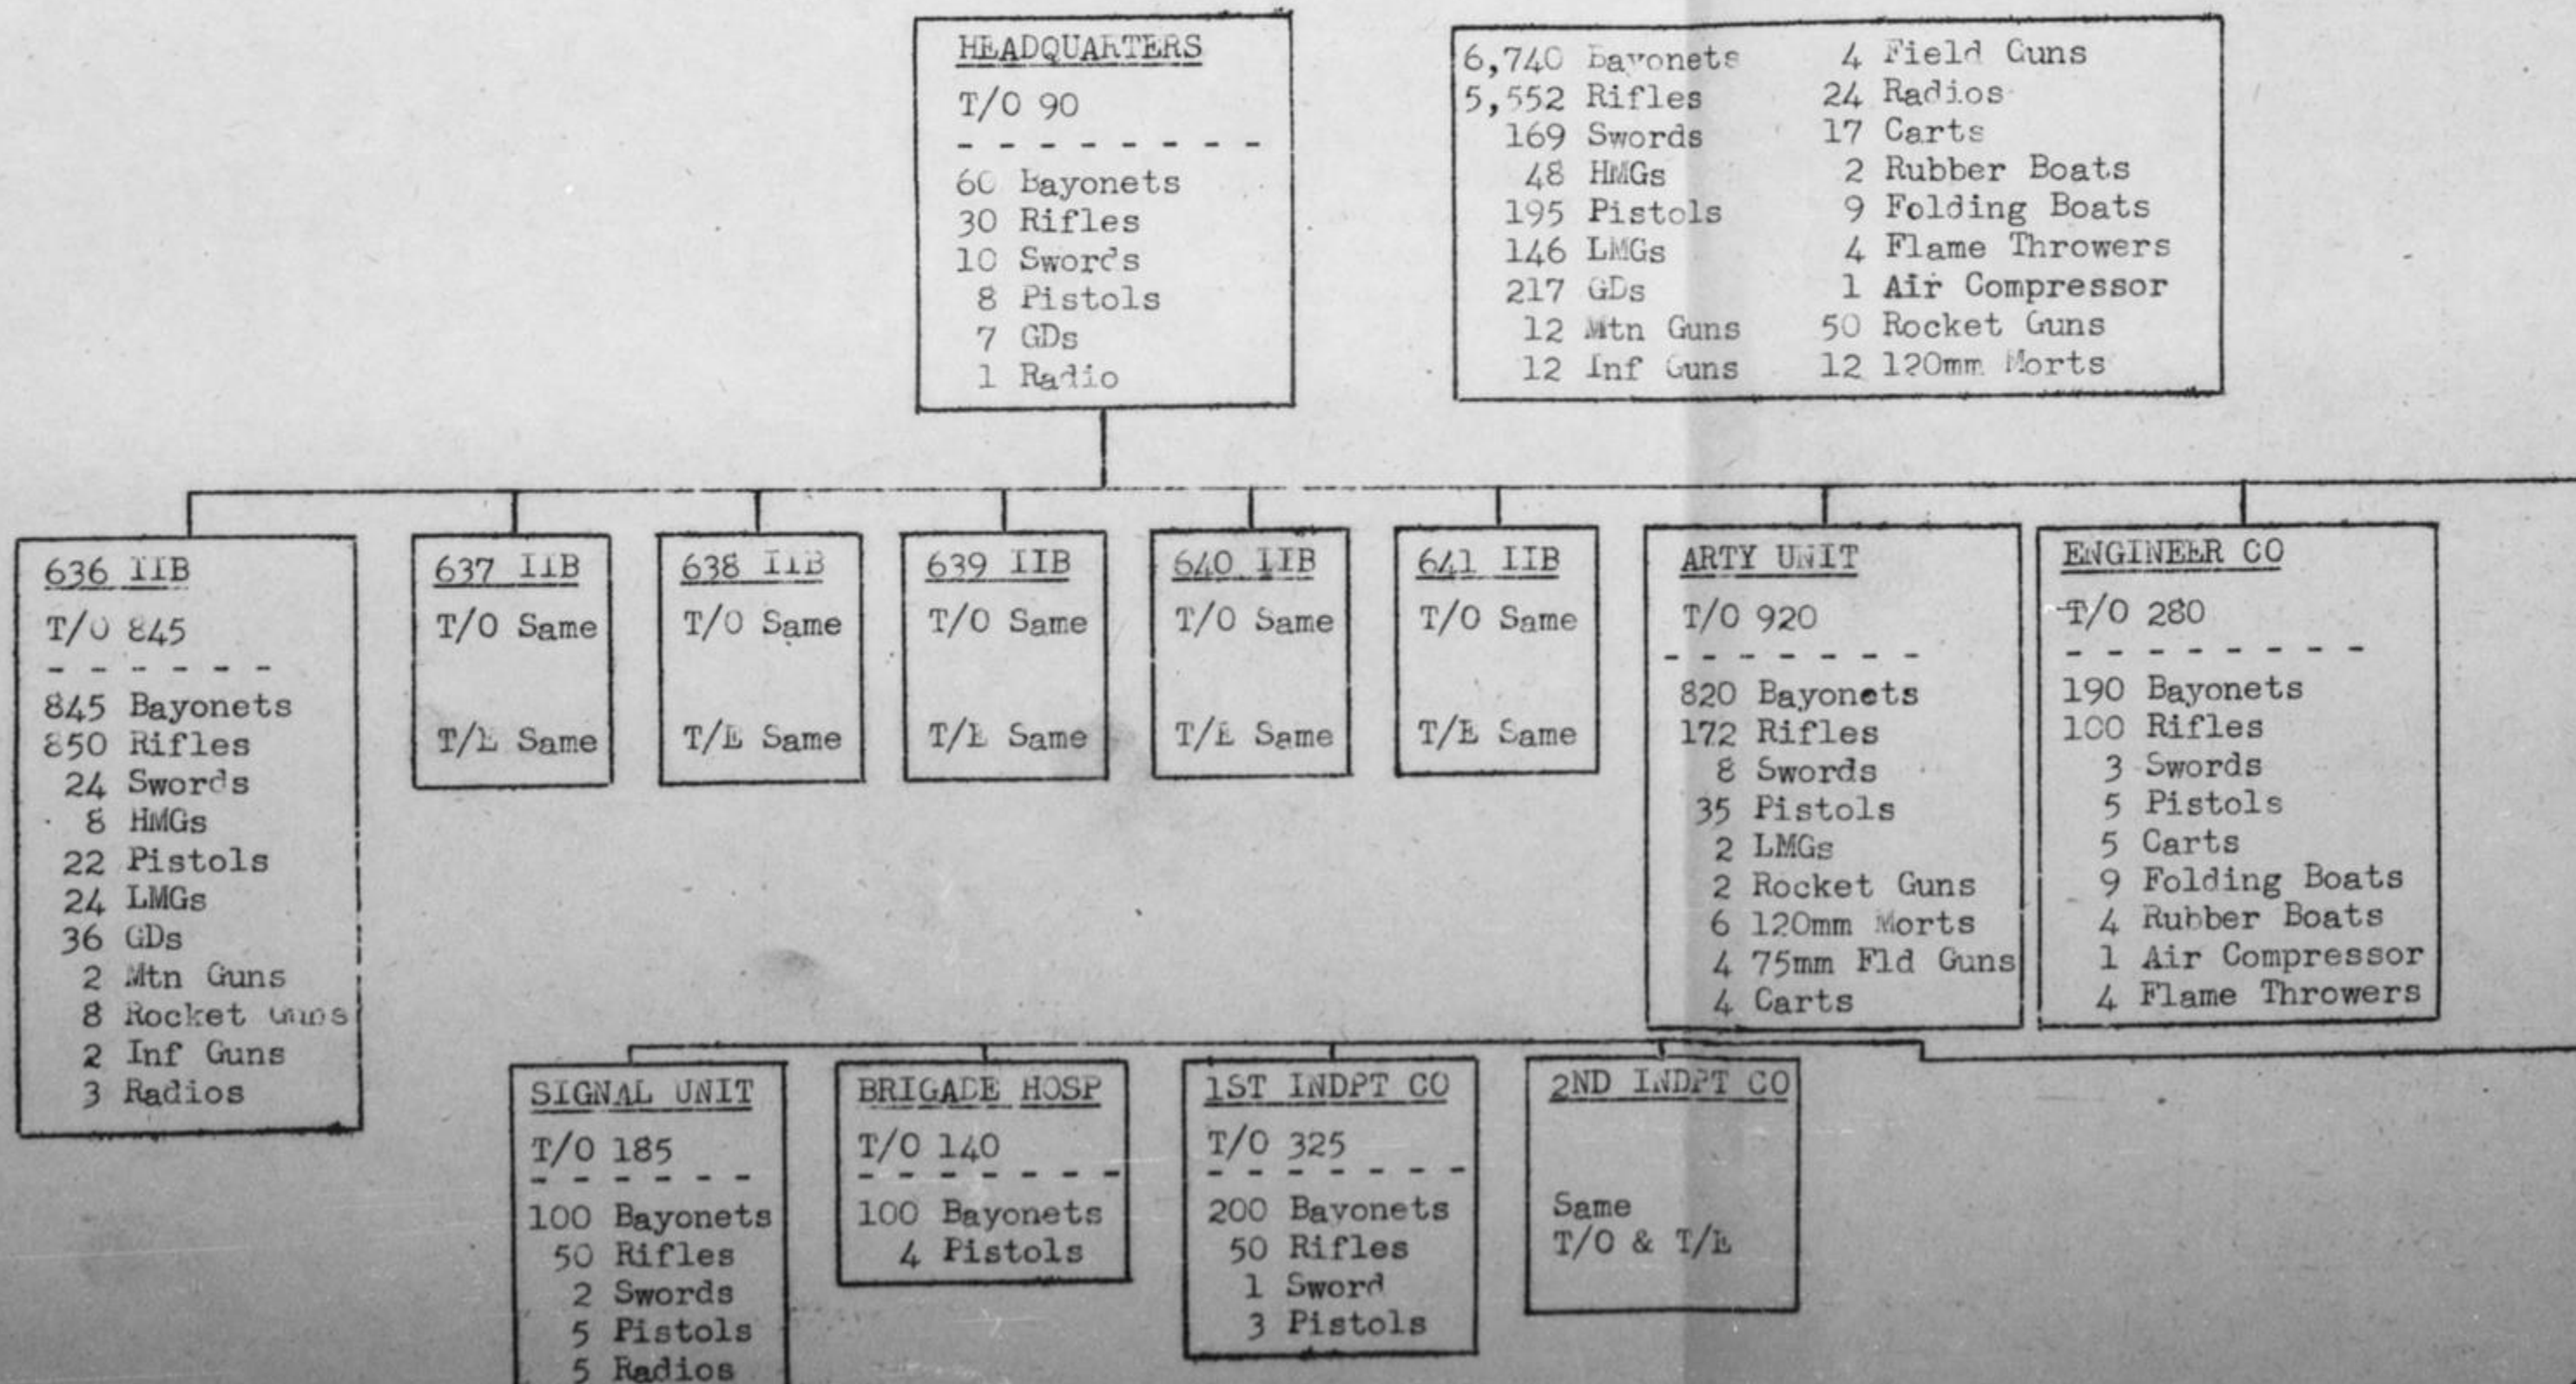 HEADQUARTERS
T/O 90
- - - - - - - -
60 Bayonets
30 Rifles
10 Swords
8 Pistols
7 GDs
1 Radio
6,740 Bayonets 4 Field Guns
5,552 Rifles 24 Radios
169 Swords 17 Carts
48 HMGs 2 Rubber Boats
195 Pistols 9 Folding Boats
146 LMGs 4 Flame Throwers
217 GDs 1 Air Compressor
12 Mtn Guns 50 Rocket Guns
12 Inf Guns 12 120mm Morts
636 IIB
T/O 845
- - - - - -
845 Bayonets
850 Rifles
24 Swords
8 HMGs
22 Pistols
24 LMGs
36 GDs
2 Mtn Guns
8 Rocket Guns
2 Inf Guns
3 Radios
637 IIB
T/O Same
T/E Same
638 IIB
T/O Same
T/E Same
639 IIB
T/O Same
T/E Same
640 IIB
T/O Same
T/E Same
641 IIB
T/O Same
T/E Same
ARTY UNIT
T/O 920
- - - - - - -
820 Bayonets
172 Rifles
8 Swords
35 Pistols
2 LMGs
2 Rocket Guns
6 120mm Morts
4 75mm Fld Guns
4 Carts
ENGINEER CO
T/O 280
- - - - - - - -
190 Bayonets
100 Rifles
3 Swords
5 Pistols
5 Carts
9 Folding Boats
4 Rubber Boats
1 Air Compressor
4 Flame Throwers
SIGNAL UNIT
T/O 185
- - - - - -
100 Bayonets
50 Rifles
2 Swords
5 Pistols
5 Radios
BRIGADE HOSP
T/O 140
- - - - - - -
100 Bayonets
4 Pistols
1ST INDPT CO
T/O 325
- - - - - - -
200 Bayonets
50 Rifles
1 Sword
3 Pistols
2ND INDPT CO
Same
T/O & T/E